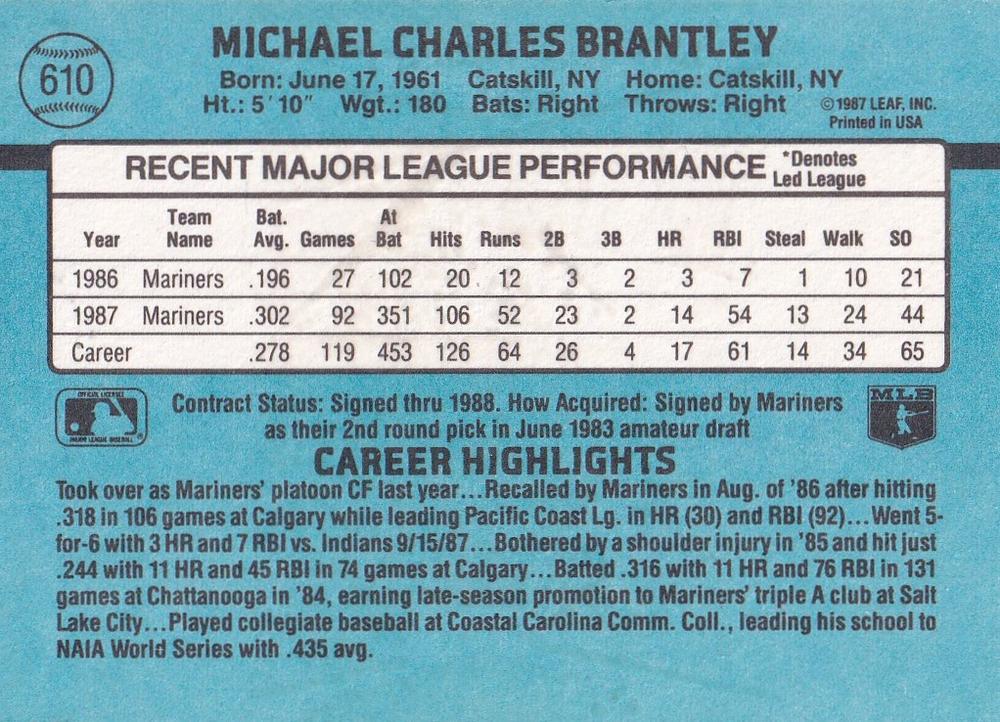 610
MICHAEL CHARLES BRANTLEY
Born: June 17, 1961 Catskill, NY Home: Catskill, NY
Ht.: 5'10" Wgt.: 180 Bats: Right Throws: Right
©1987 LEAF, INC.
Printed in USA
RECENT MAJOR LEAGUE PERFORMANCE *Denotes Led League
Year Team Name Bat. Avg. Games At Bat Hits Runs 2B 3B HR RBI Steal Walk SO
1986 Mariners .196 27 102 20 12 3 2 3 7 1 10 21
1987 Mariners .302 92 351 106 52 23 2 14 54 13 24 44
Career .278 119 453 126 64 26 4 17 61 14 34 65
OFFICIAL LICENSEE
MAJOR LEAGUE BASEBALL
Contract Status: Signed thru 1988. How Acquired: Signed by Mariners
as their 2nd round pick in June 1983 amateur draft
MLB
CAREER HIGHLIGHTS
Took over as Mariners' platoon CF last year...Recalled by Mariners in Aug. of '86 after hitting
.318 in 106 games at Calgary while leading Pacific Coast Lg. in HR (30) and RBI (92)...Went 5-
for-6 with 3 HR and 7 RBI vs. Indians 9/15/87...Bothered by a shoulder injury in '85 and hit just
.244 with 11 HR and 45 RBI in 74 games at Calgary...Batted .316 with 11 HR and 76 RBI in 131
games at Chattanooga in '84, earning late-season promotion to Mariners' triple A club at Salt
Lake City...Played collegiate baseball at Coastal Carolina Comm. Coll., leading his school to
NAIA World Series with .435 avg.